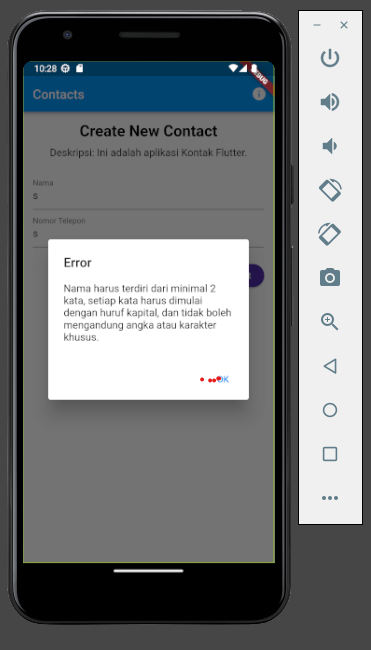 10:28
DEBUG
Contacts
Create New Contact
Deskripsi: Ini adalah aplikasi Kontak Flutter.
Nama
s
Nomor Telepon
s
Error
Nama harus terdiri dari minimal 2
kata, setiap kata harus dimulai
dengan huruf kapital, dan tidak boleh
mengandung angka atau karakter
khusus.
OK